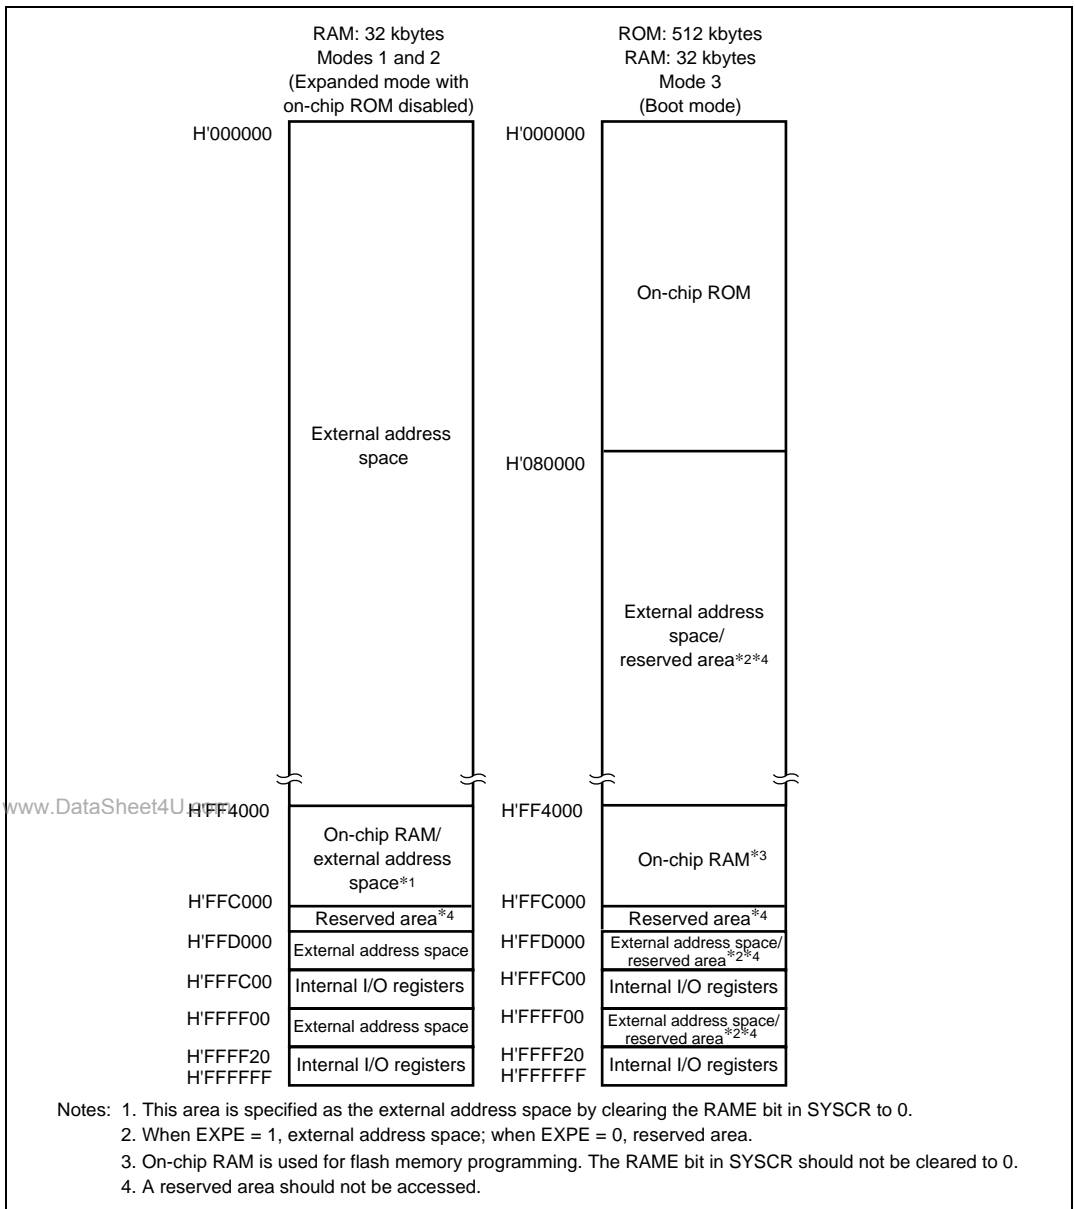 RAM: 32 kbytes
Modes 1 and 2
(Expanded mode with
on-chip ROM disabled)
H'000000
External address
space
H'FF4000
On-chip RAM/
external address
space*1
H'FFC000
Reserved area*4
H'FFD000
External address space
H'FFFC00
Internal I/O registers
H'FFFF00
External address space
H'FFFF20
Internal I/O registers
H'FFFFFF
ROM: 512 kbytes
RAM: 32 kbytes
Mode 3
(Boot mode)
H'000000
On-chip ROM
H'080000
External address
space/
reserved area*2*4
H'FF4000
On-chip RAM*3
H'FFC000
Reserved area*4
H'FFD000
External address space/
reserved area*2*4
H'FFFC00
Internal I/O registers
H'FFFF00
External address space/
reserved area*2*4
H'FFFF20
Internal I/O registers
H'FFFFFF
www.DataSheet4U.com
Notes: 1. This area is specified as the external address space by clearing the RAME bit in SYSCR to 0.
2. When EXPE = 1, external address space; when EXPE = 0, reserved area.
3. On-chip RAM is used for flash memory programming. The RAME bit in SYSCR should not be cleared to 0.
4. A reserved area should not be accessed.